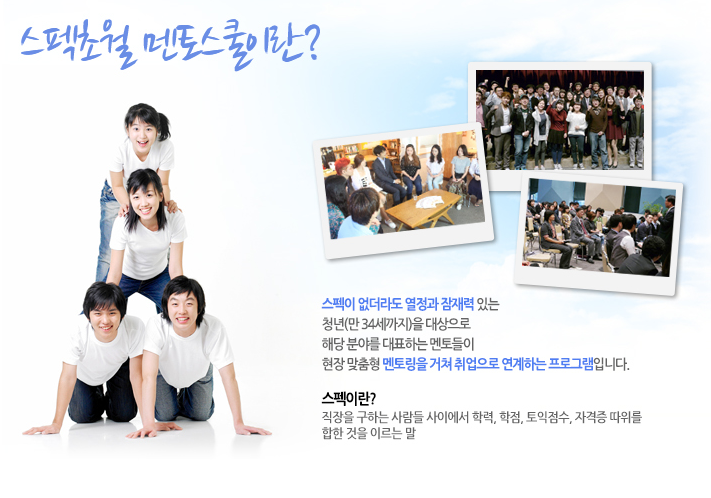 스펙초월 멘토스쿨이란?
스펙이 없더라도 열정과 잠재력 있는
청년(만 34세까지)을 대상으로
해당 분야를 대표하는 멘토들이
현장 맞춤형 멘토링을 거쳐 취업으로 연계하는 프로그램입니다.
스펙이란?
직장을 구하는 사람들 사이에서 학력, 학점, 토익점수, 자격증 따위를
합한 것을 이르는 말